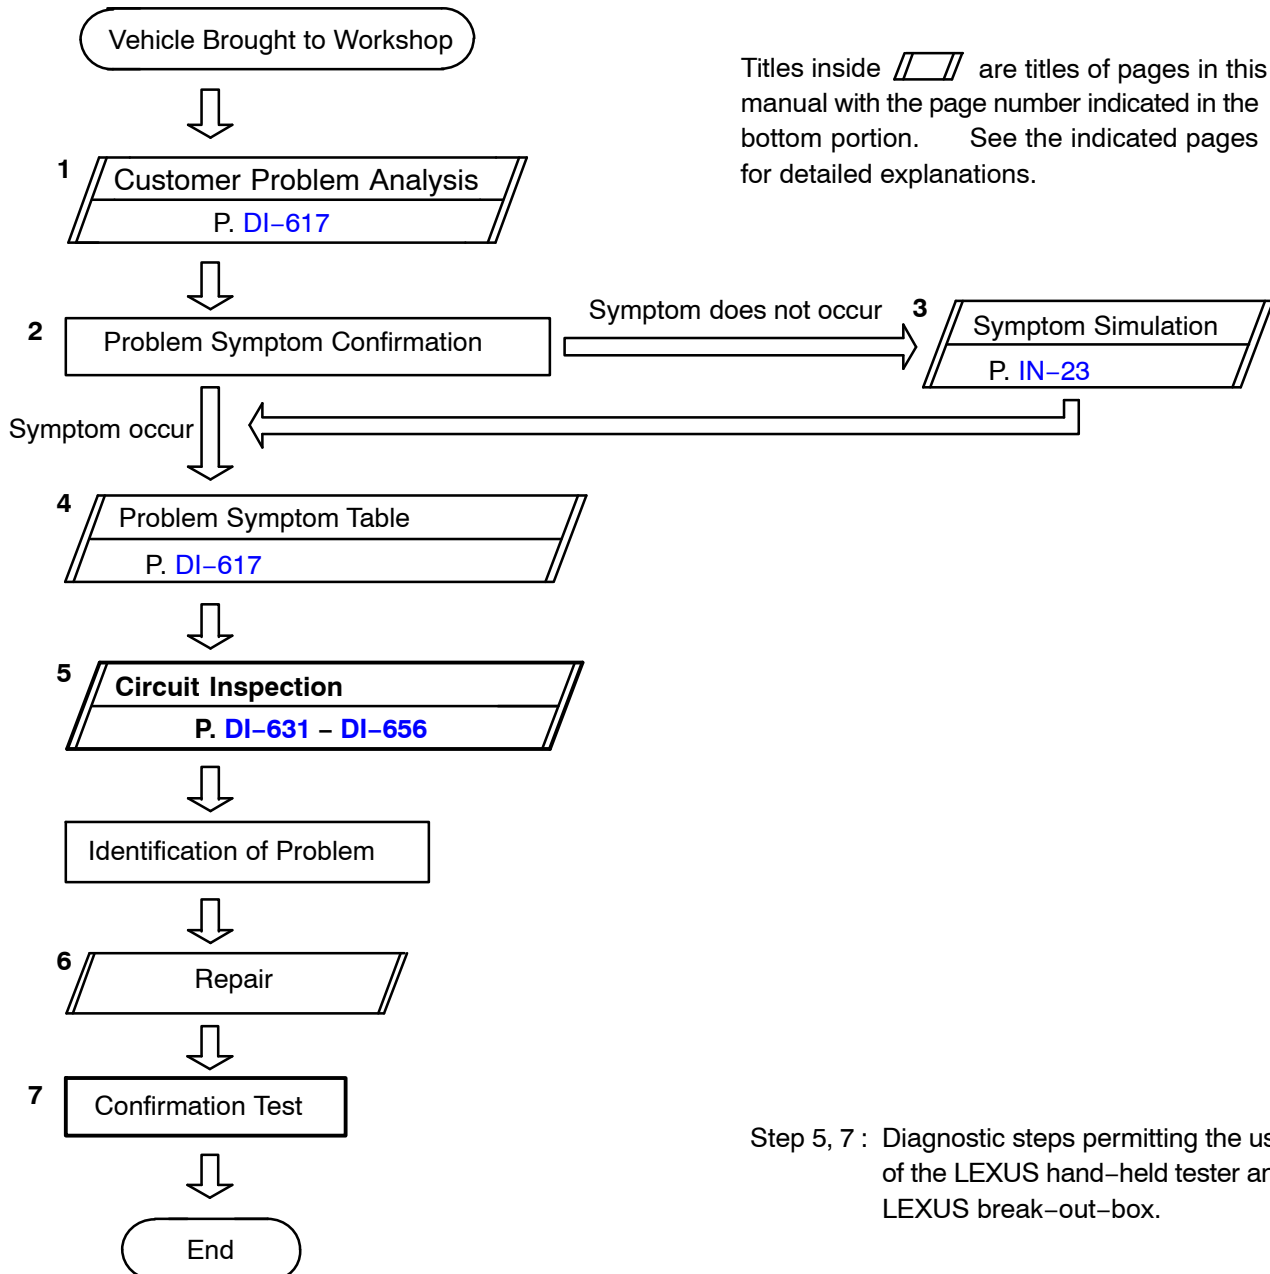 Vehicle Brought to Workshop
Titles inside are titles of pages in this
manual with the page number indicated in the
bottom portion. See the indicated pages
for detailed explanations.
1
Customer Problem Analysis
P. DI–617
2
Problem Symptom Confirmation
Symptom does not occur
3
Symptom Simulation
P. IN–23
Symptom occur
4
Problem Symptom Table
P. DI–617
5
Circuit Inspection
P. DI–631 – DI–656
Identification of Problem
6
Repair
7
Confirmation Test
Step 5, 7 : Diagnostic steps permitting the
of the LEXUS hand–held tester
LEXUS break–out–box.
End